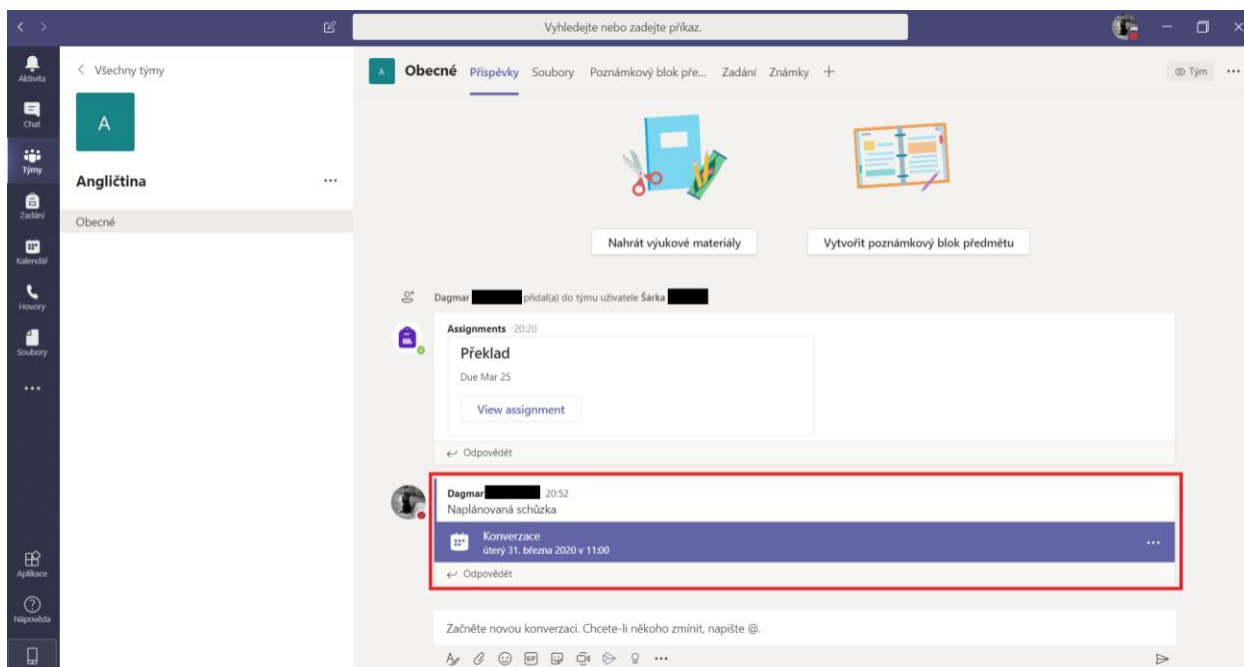 Vyhledejte nebo zadejte příkaz.
Aktivita
Chat
Týmy
Zadání
Kalendář
Hovory
Soubory
Aplikace
Nápověda
Všechny týmy
A
Angličtina
Obecné
A Obecné Příspěvky Soubory Poznámkový blok pře... Zadání Známky + Tým
Nahrát výukové materiály Vytvořit poznámkový blok předmětu
Dagmar přidal(a) do týmu uživatele Šárka
Assignments 20:20
Překlad
Due Mar 25
View assignment
Odpovědět
Dagmar 20:52
Naplánovaná schůzka
Konverzace
úterý 31. března 2020 v 11:00
Odpovědět
Začněte novou konverzaci. Chcete-li někoho zmínit, napište @.
GIF